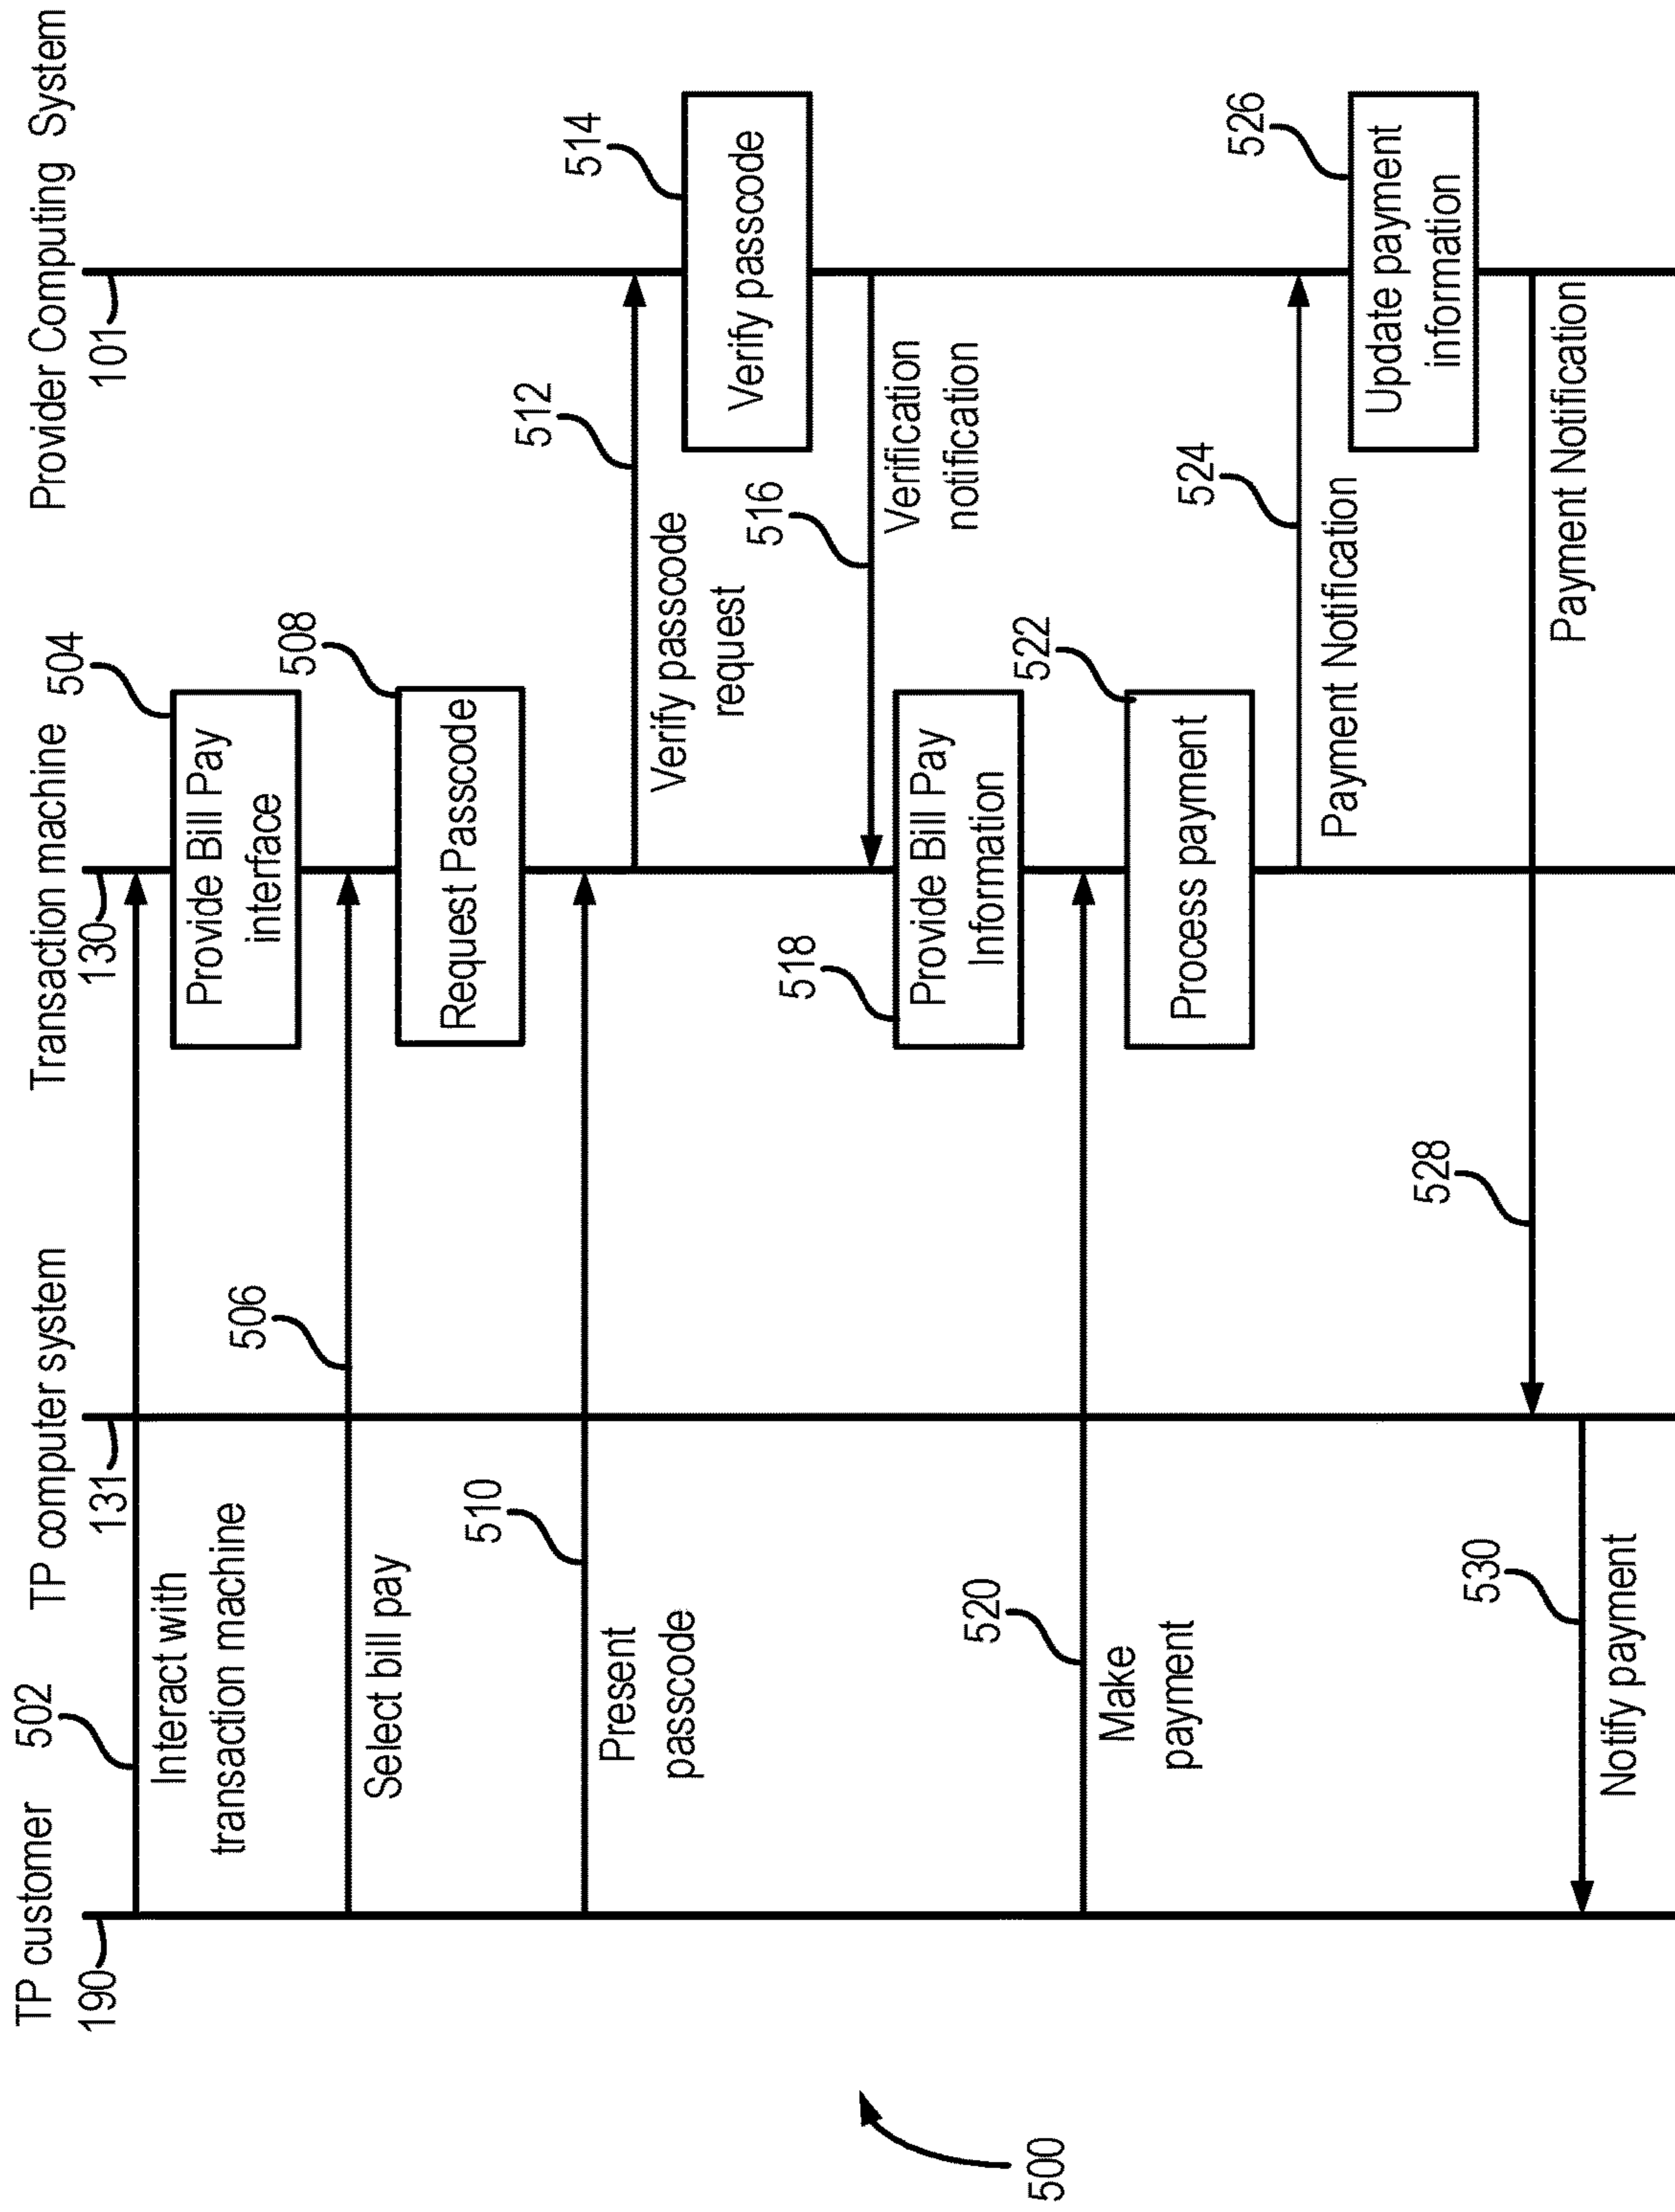 TP customer
TP computer system
Transaction machine
Provider Computing System
190
131
130
101
502
Interact with
transaction machine
504
Provide Bill Pay
interface
506
Select bill pay
508
Request Passcode
510
Present
passcode
512
Verify passcode
request
514
Verify passcode
516
Verification
notification
518
Provide Bill Pay
Information
520
Make
payment
522
Process payment
524
Payment Notification
526
Update payment
information
528
Payment Notification
530
Notify payment
500